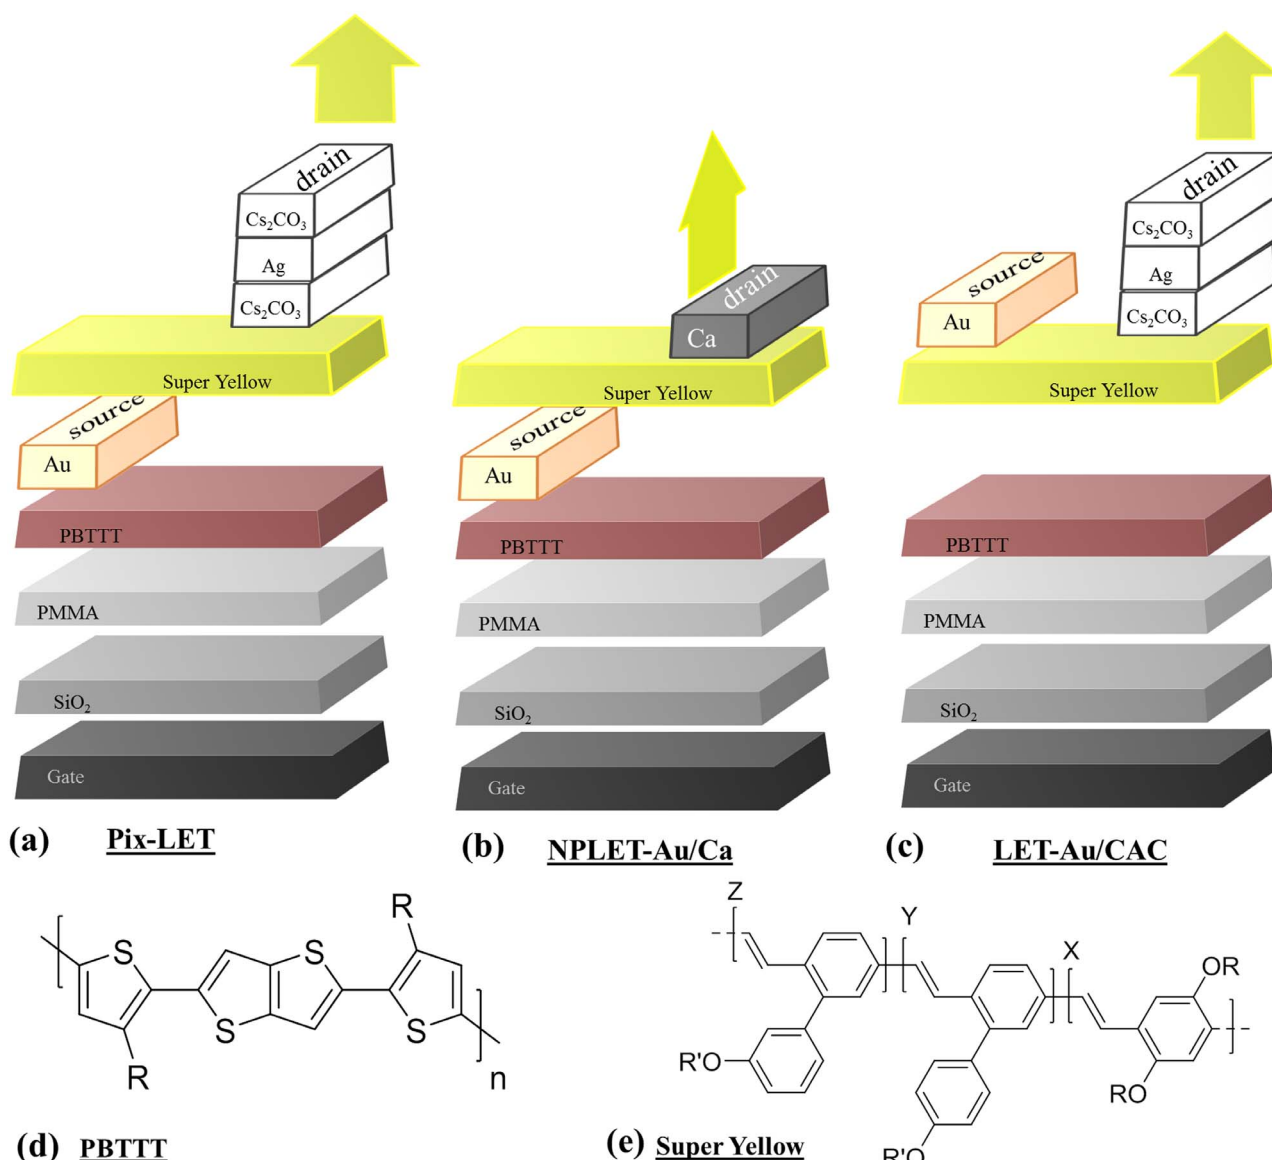 drain
Cs₂CO₃
Ag
Cs₂CO₃
Super Yellow
source
Au
PBTTT
PMMA
SiO₂
Gate
(a) Pix-LET
drain
Ca
Super Yellow
source
Au
PBTTT
PMMA
SiO₂
Gate
(b) NPLET-Au/Ca
drain
Cs₂CO₃
Ag
Cs₂CO₃
source
Au
Super Yellow
PBTTT
PMMA
SiO₂
Gate
(c) LET-Au/CAC
R
S
S
S
S
R
n
(d) PBTTT
Z
Y
X
OR
R'O
RO
R'O
(e) Super Yellow